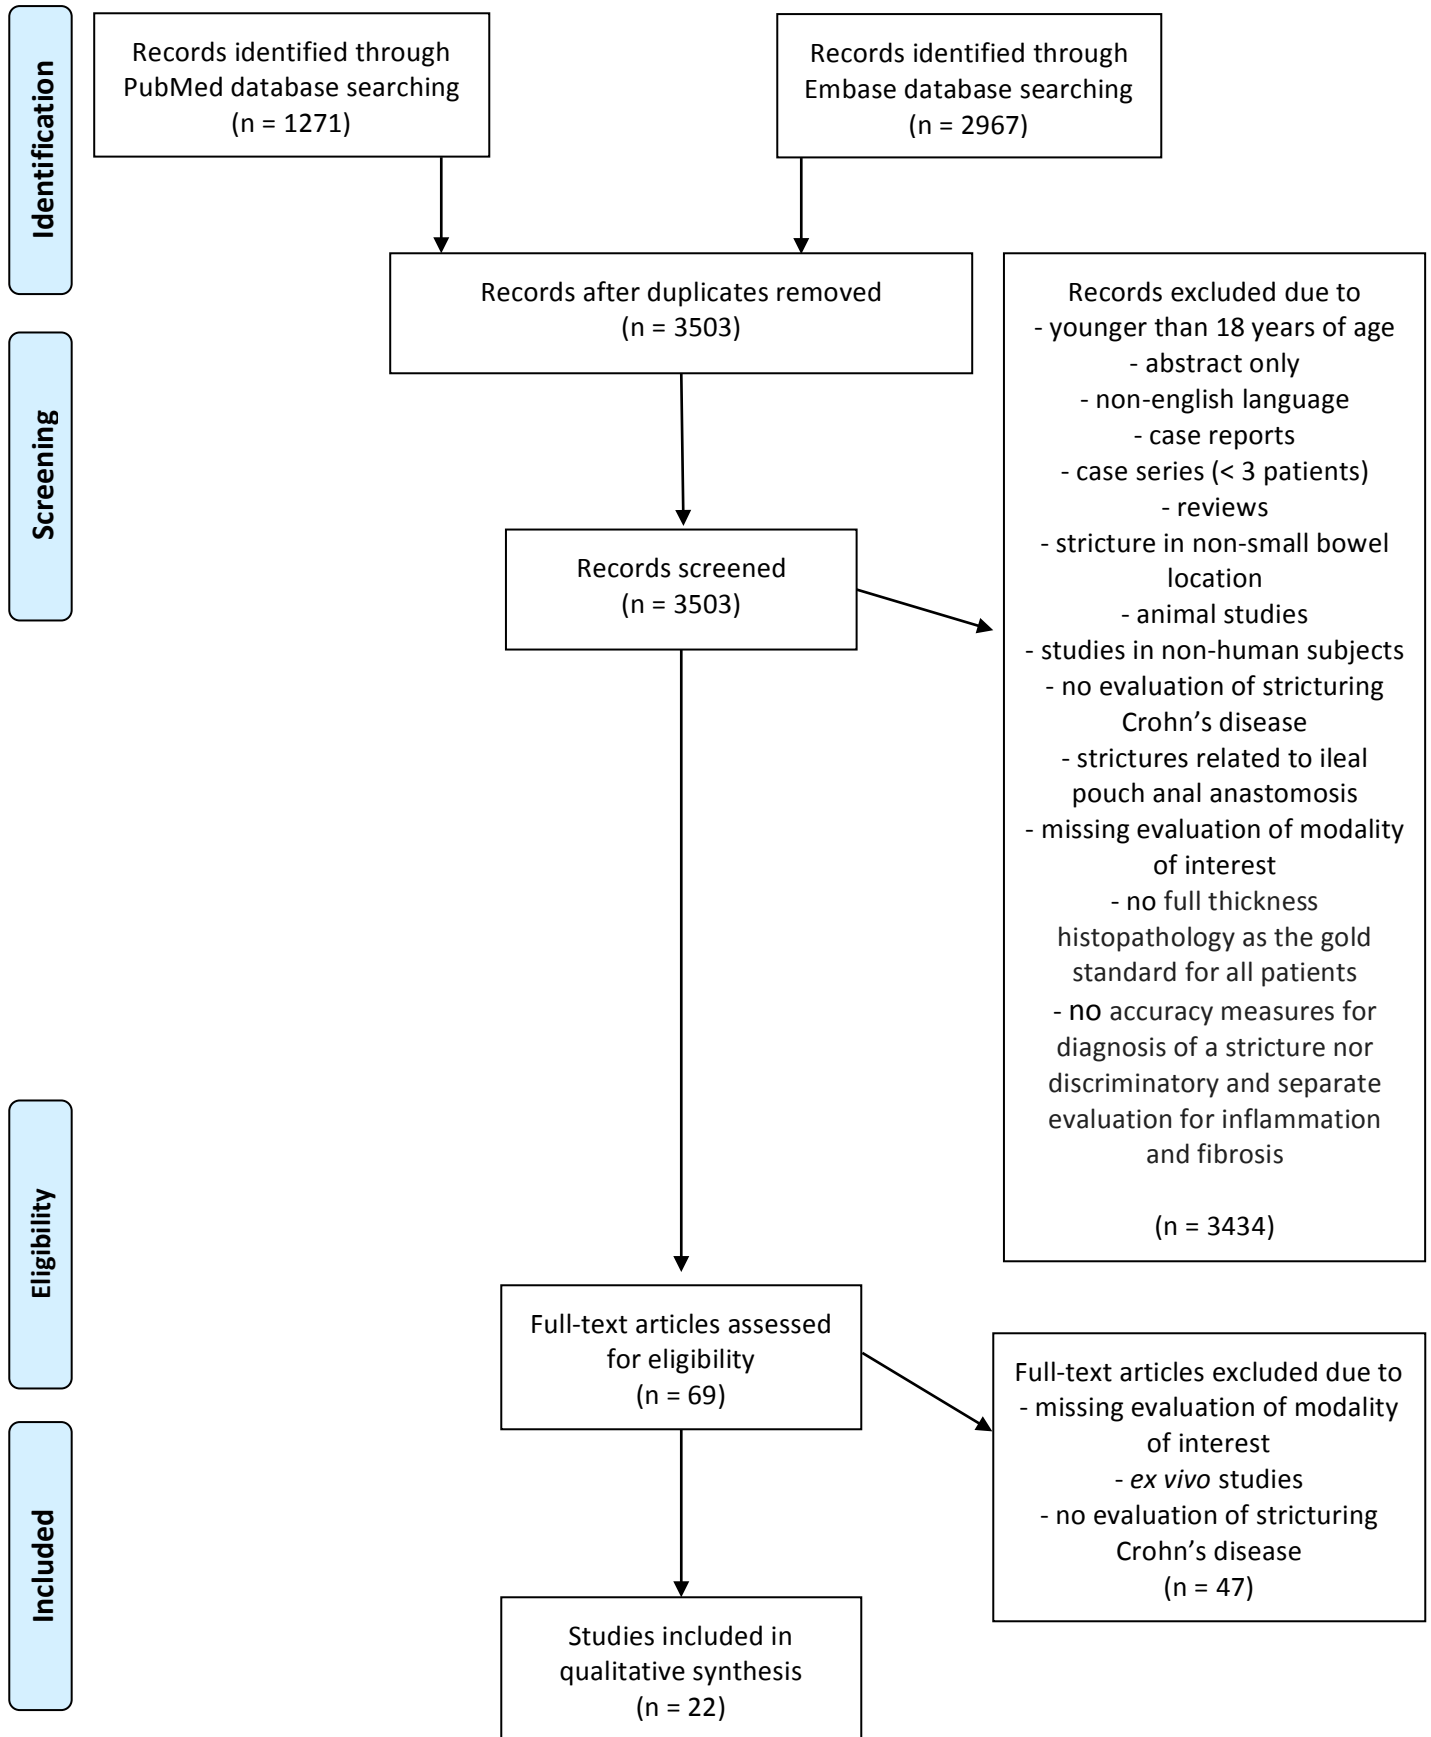 Identification
Records identified through
PubMed database searching
(n = 1271)
Records identified through
Embase database searching
(n = 2967)
Records after duplicates removed
(n = 3503)
Screening
Records screened
(n = 3503)
Records excluded due to
- younger than 18 years of age
- abstract only
- non-english language
- case reports
- case series (< 3 patients)
- reviews
- stricture in non-small bowel
location
- animal studies
- studies in non-human subjects
- no evaluation of stricturing
Crohn’s disease
- strictures related to ileal
pouch anal anastomosis
- missing evaluation of modality
of interest
- no full thickness
histopathology as the gold
standard for all patients
- no accuracy measures for
diagnosis of a stricture nor
discriminatory and separate
evaluation for inflammation
and fibrosis
(n = 3434)
Eligibility
Full-text articles assessed
for eligibility
(n = 69)
Full-text articles excluded due to
- missing evaluation of modality
of interest
- ex vivo studies
- no evaluation of stricturing
Crohn’s disease
(n = 47)
Included
Studies included in
qualitative synthesis
(n = 22)